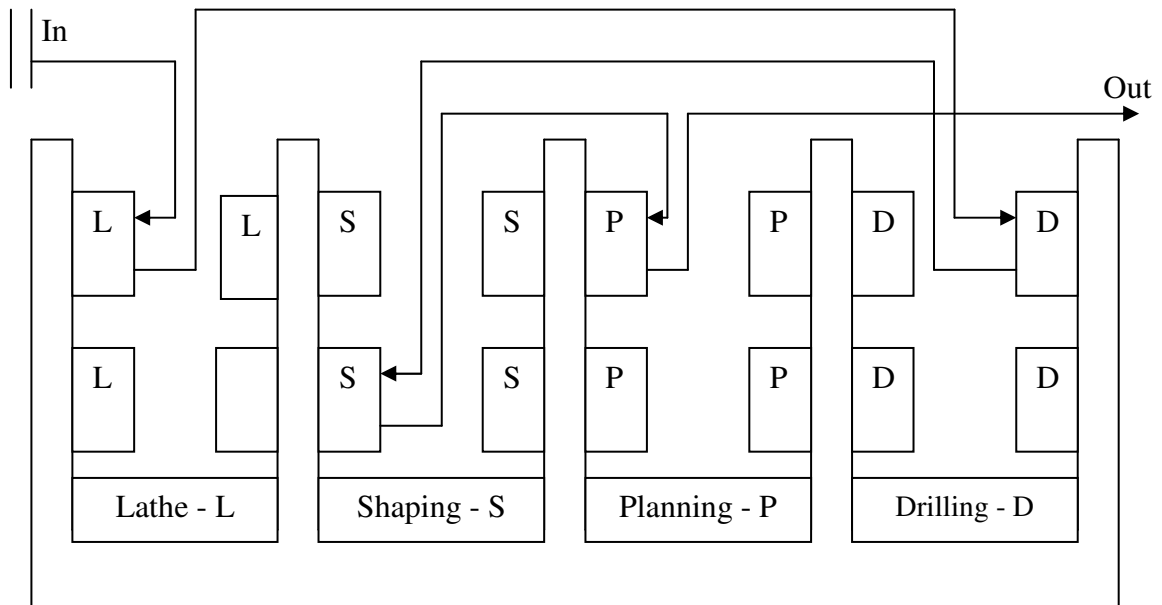 In
Out
L L S S P P D D
L S S P P D D
Lathe - L Shaping - S Planning - P Drilling - D